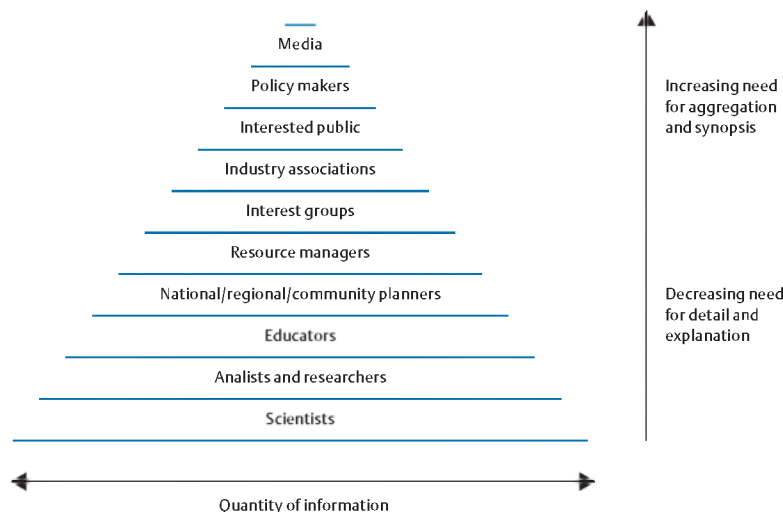 Media
Policy makers
Interested public
Industry associations
Interest groups
Resource managers
National/regional/community planners
Educators
Analists and researchers
Scientists
Increasing need
for aggregation
and synopsis
Decreasing need
for detail and
explanation
Quantity of information